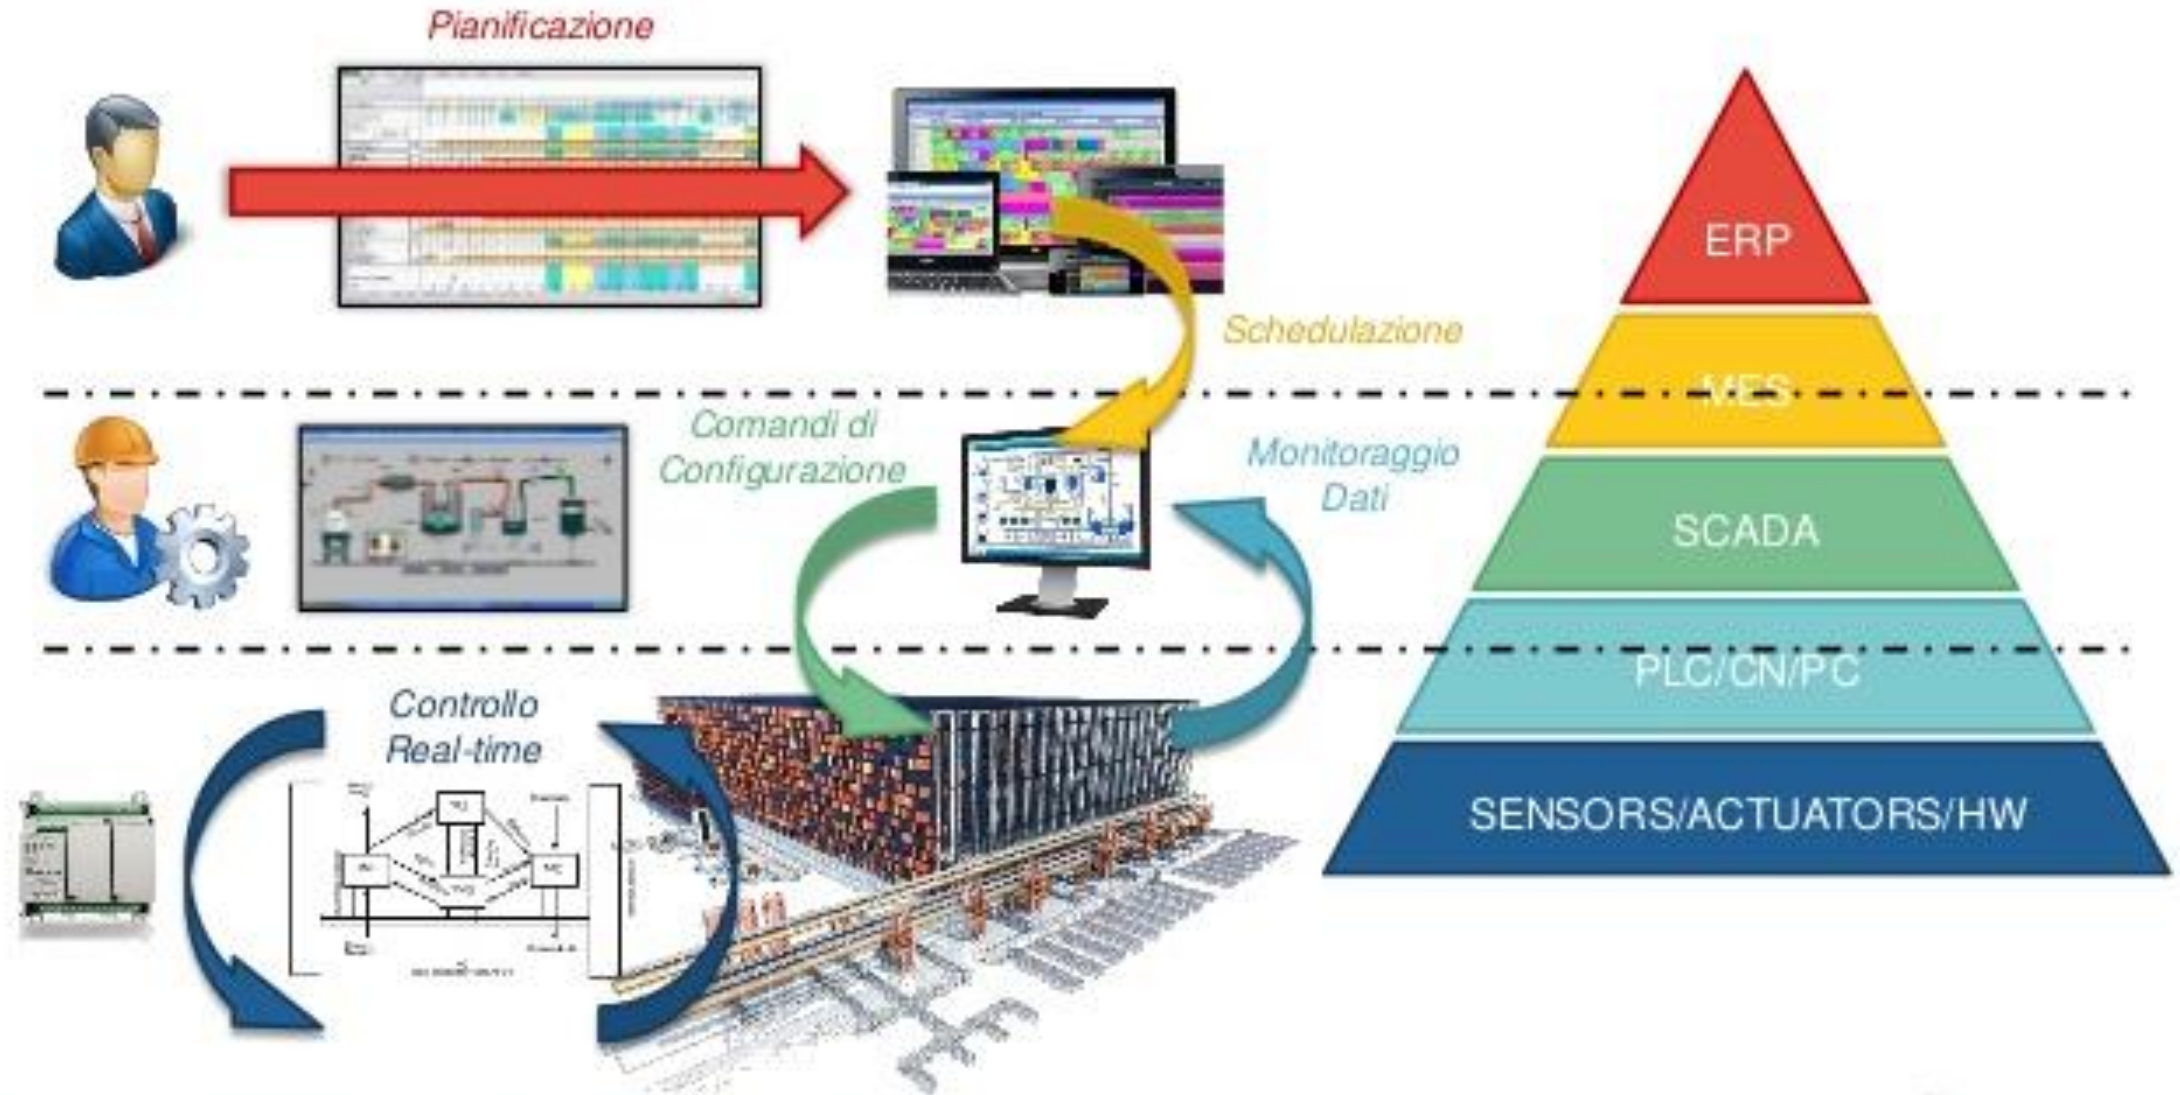 Pianificazione
ERP
Schedulazione
MES
Comandi di
Configurazione
Monitoraggio
Dati
SCADA
PLC/CN/PC
Controllo
Real-time
SENSORS/ACTUATORS/HW